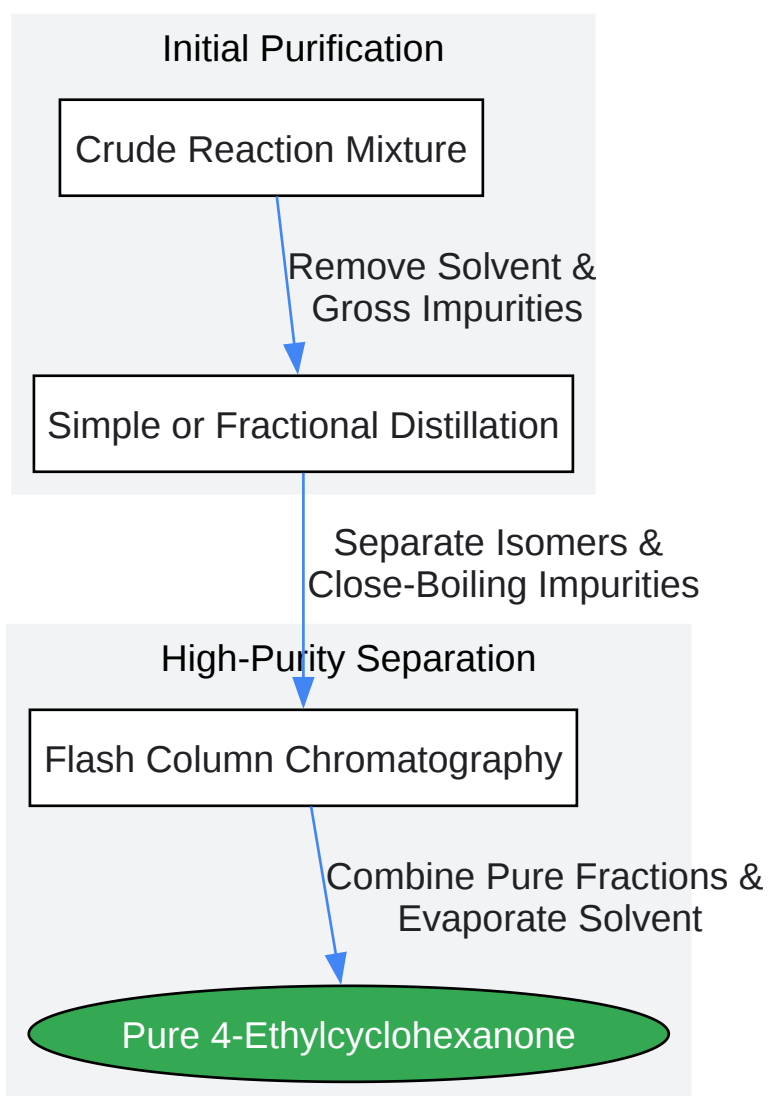 Initial Purification
Crude Reaction Mixture
Remove Solvent &
Gross Impurities
Simple or Fractional Distillation
Separate Isomers &
Close-Boiling Impurities
High-Purity Separation
Flash Column Chromatography
Combine Pure Fractions &
Evaporate Solvent
Pure 4-Ethylcyclohexanone